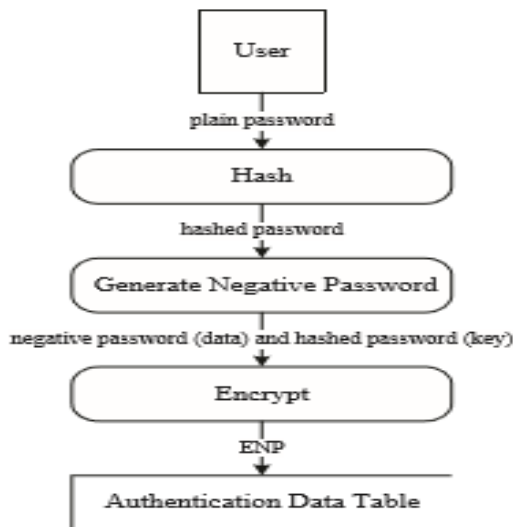 User
plain password
Hash
hashed password
Generate Negative Password
negative password (data) and hashed password (key)
Encrypt
ENP
Authentication Data Table